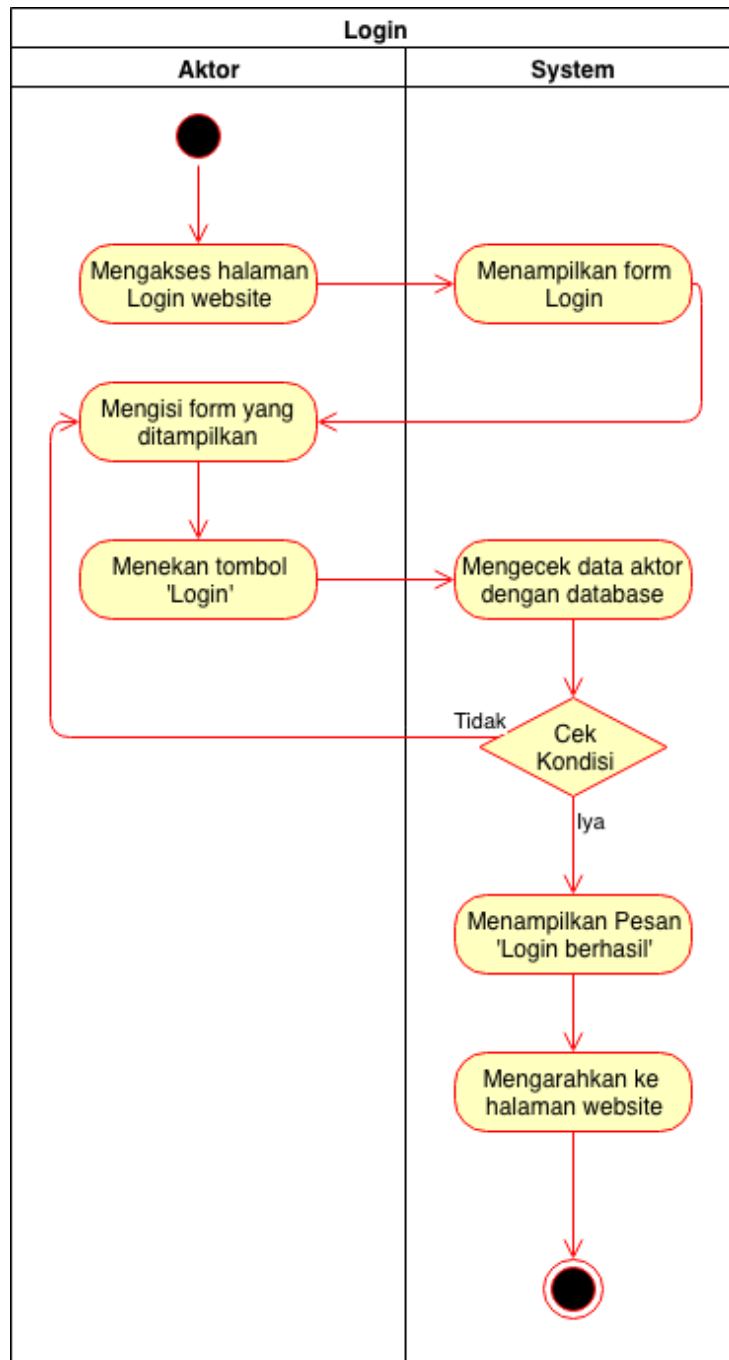 Login
Aktor
System
Mengakses halaman
Login website
Menampilkan form
Login
Mengisi form yang
ditampilkan
Menekan tombol
'Login'
Mengecek data aktor
dengan database
Tidak
Cek
Kondisi
Iya
Menampilkan Pesan
'Login berhasil'
Mengarahkan ke
halaman website